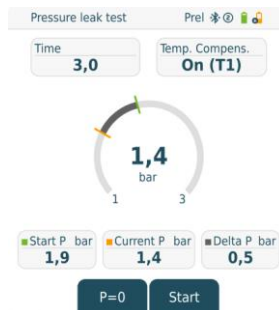 Pressure leak test Prel 2
Time Temp. Compens.
3,0 On (T1)
1,4
bar
1 3
Start P bar Current P bar Delta P bar
1,9 1,4 0,5
P=0 Start